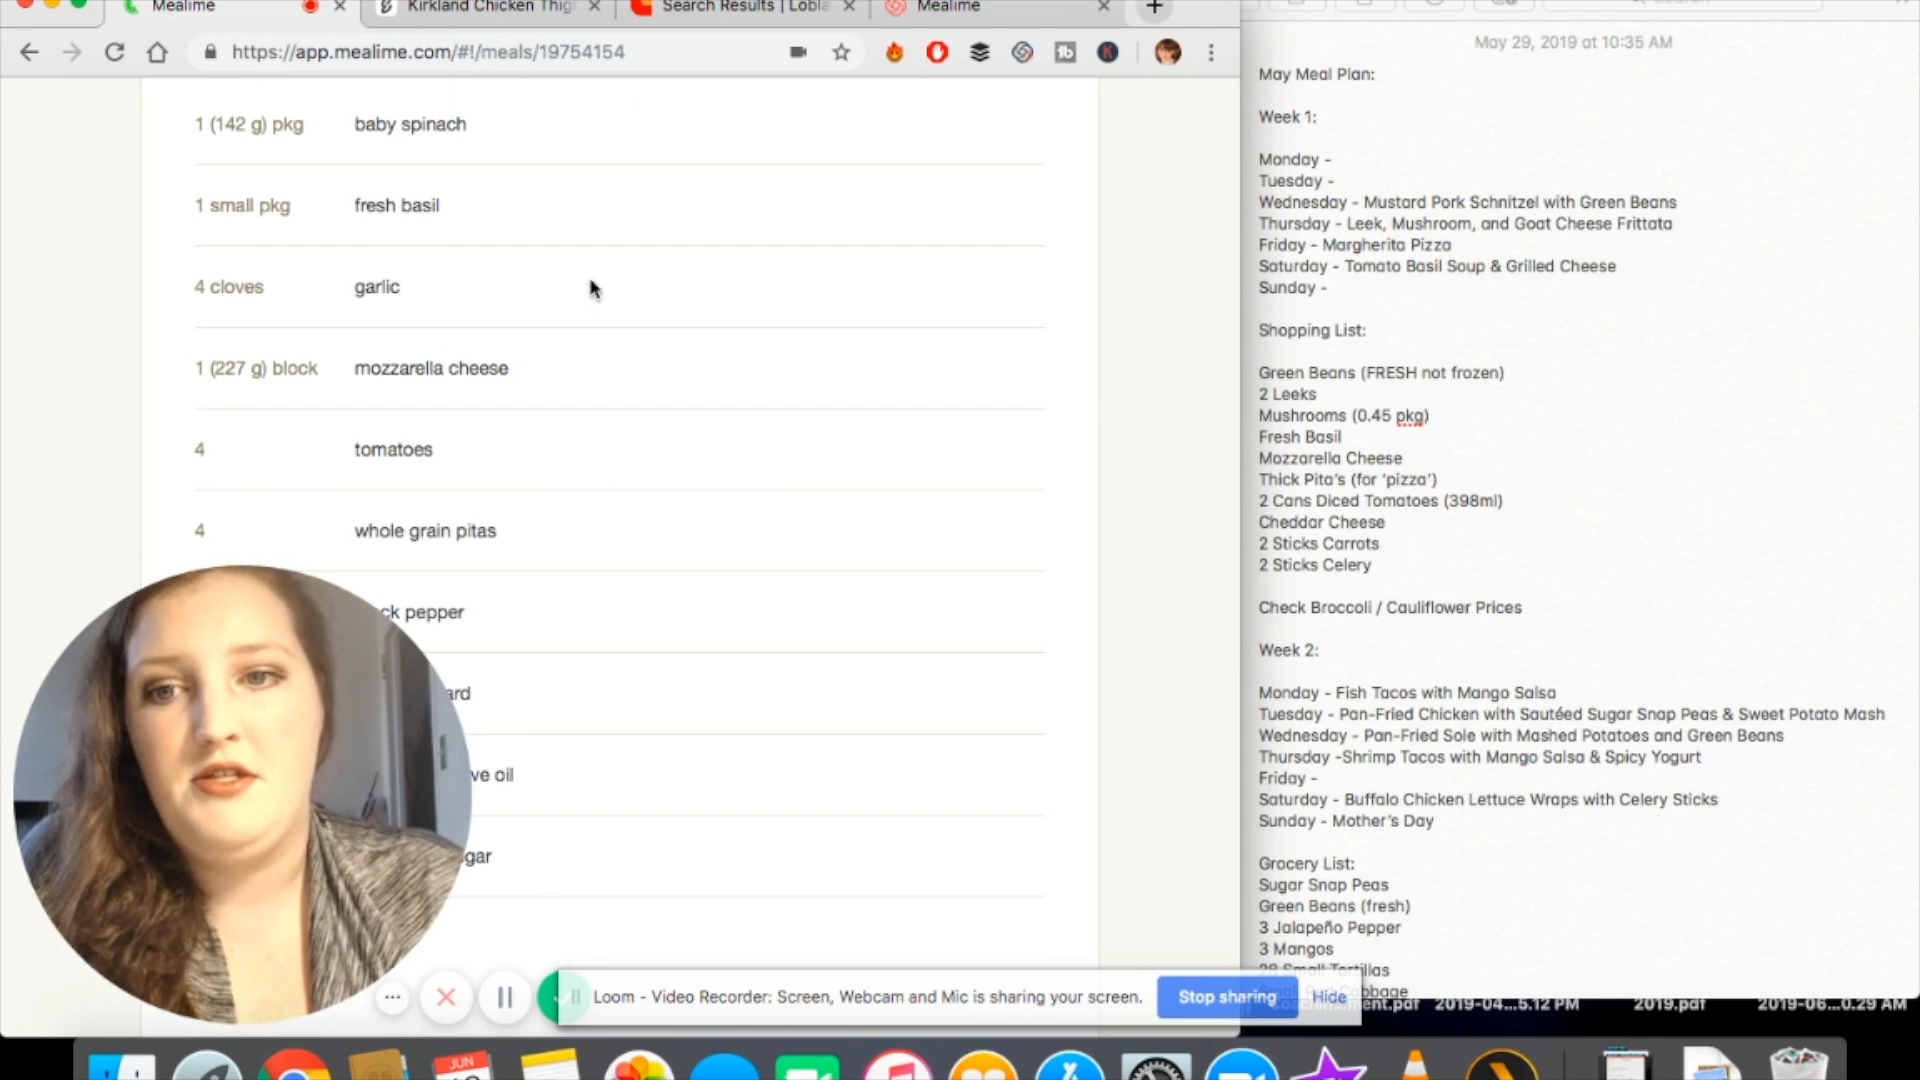 Mealime
Kirkland Chicken Thig
Search Results | Lobla
Mealime
https://app.mealime.com/#!/meals/19754154
1 (142 g) pkg baby spinach
1 small pkg fresh basil
4 cloves garlic
1 (227 g) block mozzarella cheese
4 tomatoes
4 whole grain pitas
ck pepper
ard
ve oil
gar
Loom - Video Recorder: Screen, Webcam and Mic is sharing your screen.
Stop sharing
Hide
May 29, 2019 at 10:35 AM
May Meal Plan:
Week 1:
Monday -
Tuesday -
Wednesday - Mustard Pork Schnitzel with Green Beans
Thursday - Leek, Mushroom, and Goat Cheese Frittata
Friday - Margherita Pizza
Saturday - Tomato Basil Soup & Grilled Cheese
Sunday -
Shopping List:
Green Beans (FRESH not frozen)
2 Leeks
Mushrooms (0.45 pkg)
Fresh Basil
Mozzarella Cheese
Thick Pita's (for 'pizza')
2 Cans Diced Tomatoes (398ml)
Cheddar Cheese
2 Sticks Carrots
2 Sticks Celery
Check Broccoli / Cauliflower Prices
Week 2:
Monday - Fish Tacos with Mango Salsa
Tuesday - Pan-Fried Chicken with Sautéed Sugar Snap Peas & Sweet Potato Mash
Wednesday - Pan-Fried Sole with Mashed Potatoes and Green Beans
Thursday -Shrimp Tacos with Mango Salsa & Spicy Yogurt
Friday -
Saturday - Buffalo Chicken Lettuce Wraps with Celery Sticks
Sunday - Mother's Day
Grocery List:
Sugar Snap Peas
Green Beans (fresh)
3 Jalapeño Pepper
3 Mangos
Small Tortillas
Cabbage
2019-04...5.12 PM
2019.pdf
2019-06...0.29 AM
JUN